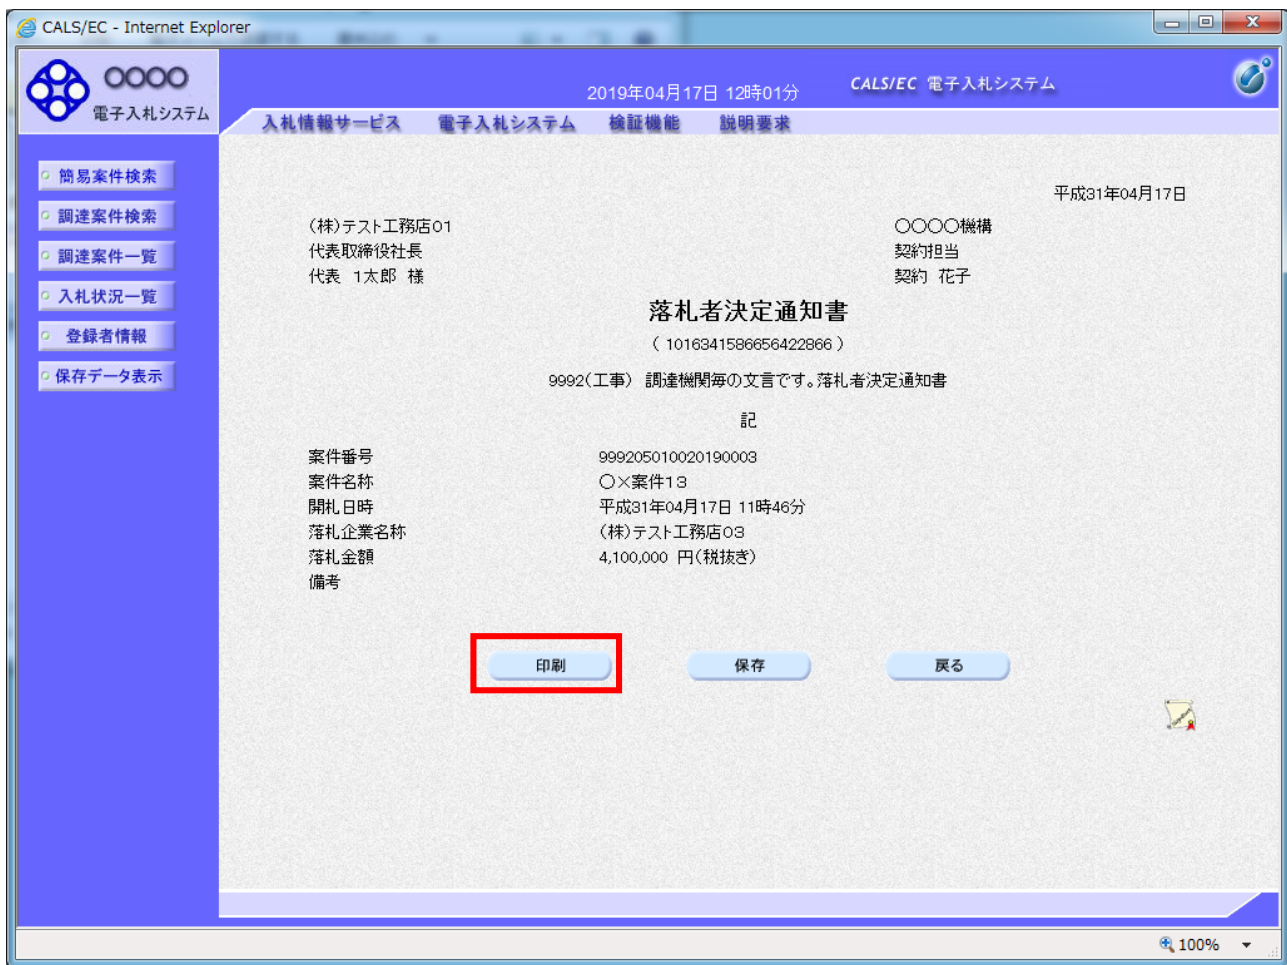 CALS/EC - Internet Explorer
○○○○
電子入札システム
2019年04月17日 12時01分
CALS/EC 電子入札システム
入札情報サービス 電子入札システム 検証機能 説明要求
簡易案件検索
調達案件検索
調達案件一覧
入札状況一覧
登録者情報
保存データ表示
平成31年04月17日
(株)テスト工務店01
代表取締役社長
代表 1太郎 様
○○○○機構
契約担当
契約 花子
落札者決定通知書
( 1016341586656422866 )
9992(工事) 調達機関毎の文言です。落札者決定通知書
記
案件番号 999205010020190003
案件名称 ○×案件13
開札日時 平成31年04月17日 11時46分
落札企業名称 (株)テスト工務店03
落札金額 4,100,000 円(税抜き)
備考
印刷 保存 戻る
100%